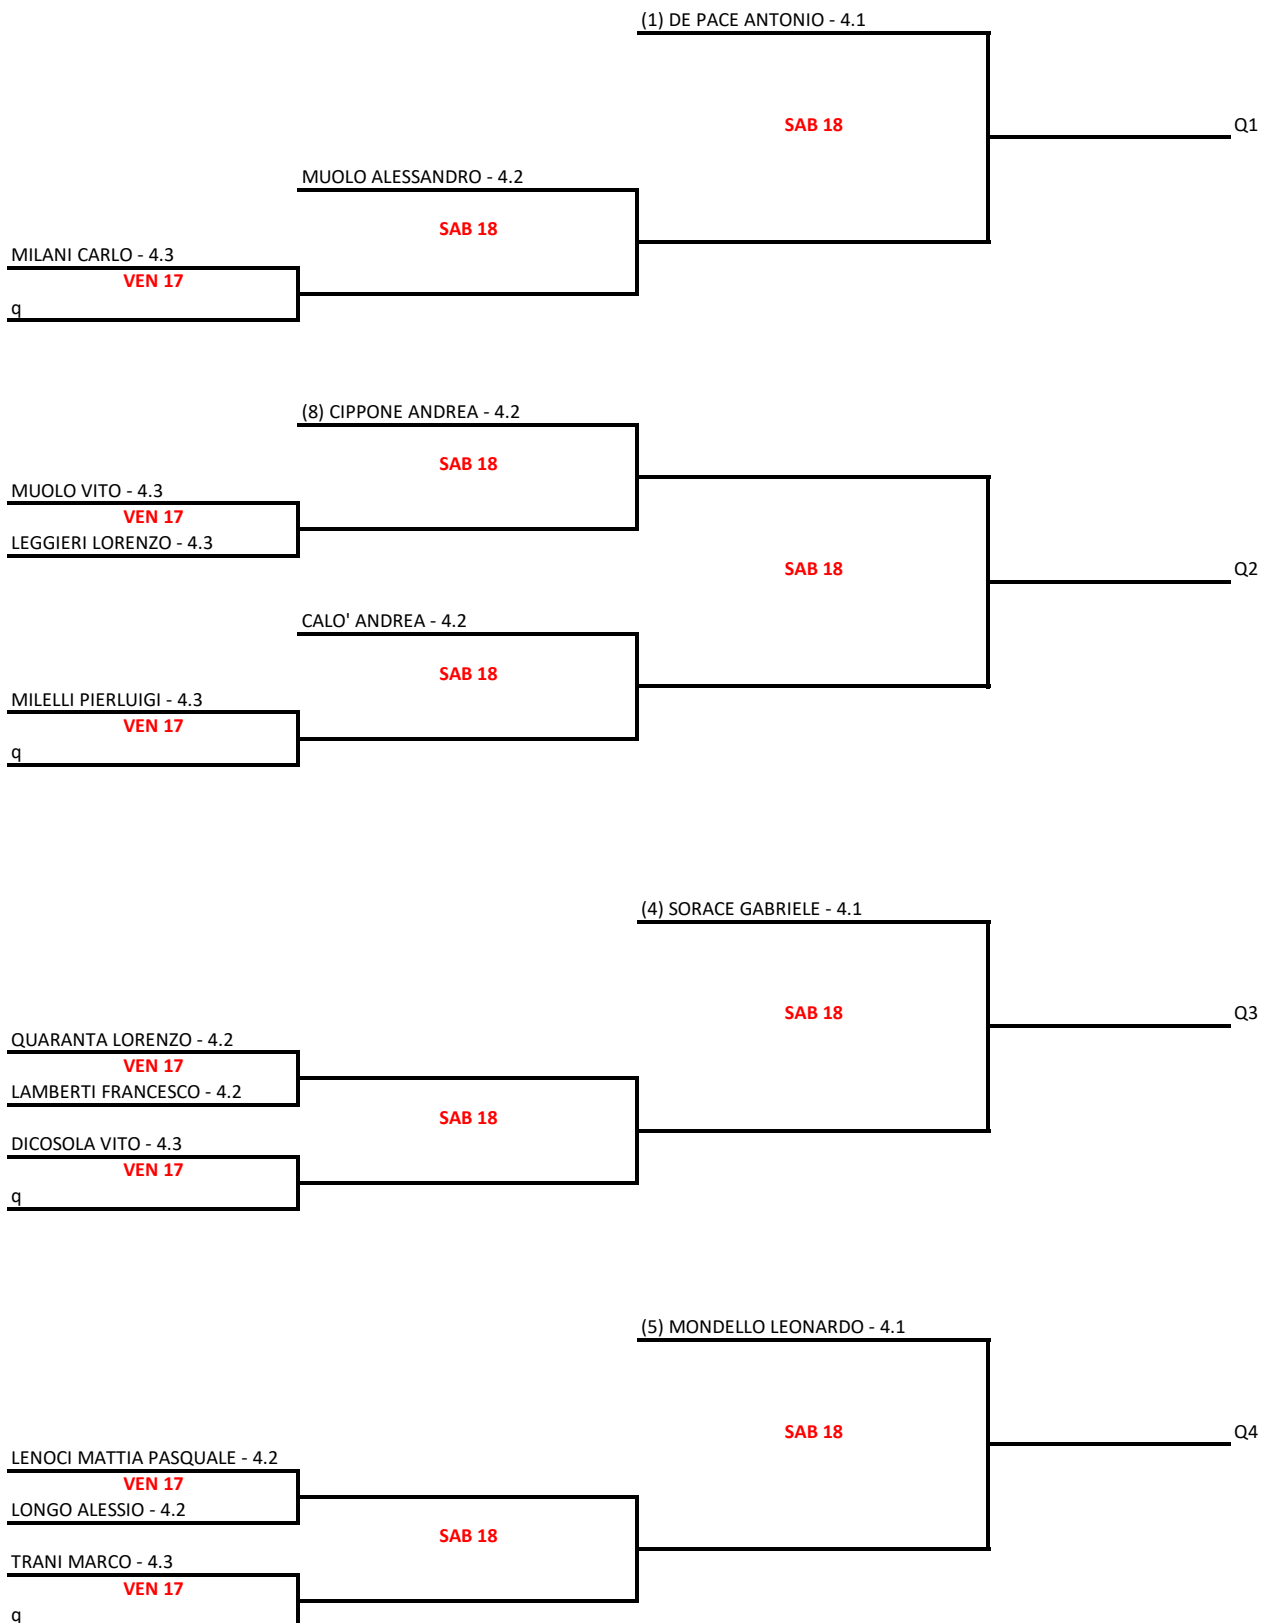 (1) DE PACE ANTONIO - 4.1
SAB 18
Q1
MUOLO ALESSANDRO - 4.2
SAB 18
MILANI CARLO - 4.3
VEN 17
q
(8) CIPPONE ANDREA - 4.2
SAB 18
MUOLO VITO - 4.3
VEN 17
LEGGIERI LORENZO - 4.3
SAB 18
Q2
CALO' ANDREA - 4.2
SAB 18
MILELLI PIERLUIGI - 4.3
VEN 17
q
(4) SORACE GABRIELE - 4.1
SAB 18
Q3
QUARANTA LORENZO - 4.2
VEN 17
LAMBERTI FRANCESCO - 4.2
SAB 18
DICOSOLA VITO - 4.3
VEN 17
q
(5) MONDELLO LEONARDO - 4.1
SAB 18
Q4
LENOCI MATTIA PASQUALE - 4.2
VEN 17
LONGO ALESSIO - 4.2
SAB 18
TRANI MARCO - 4.3
VEN 17
q